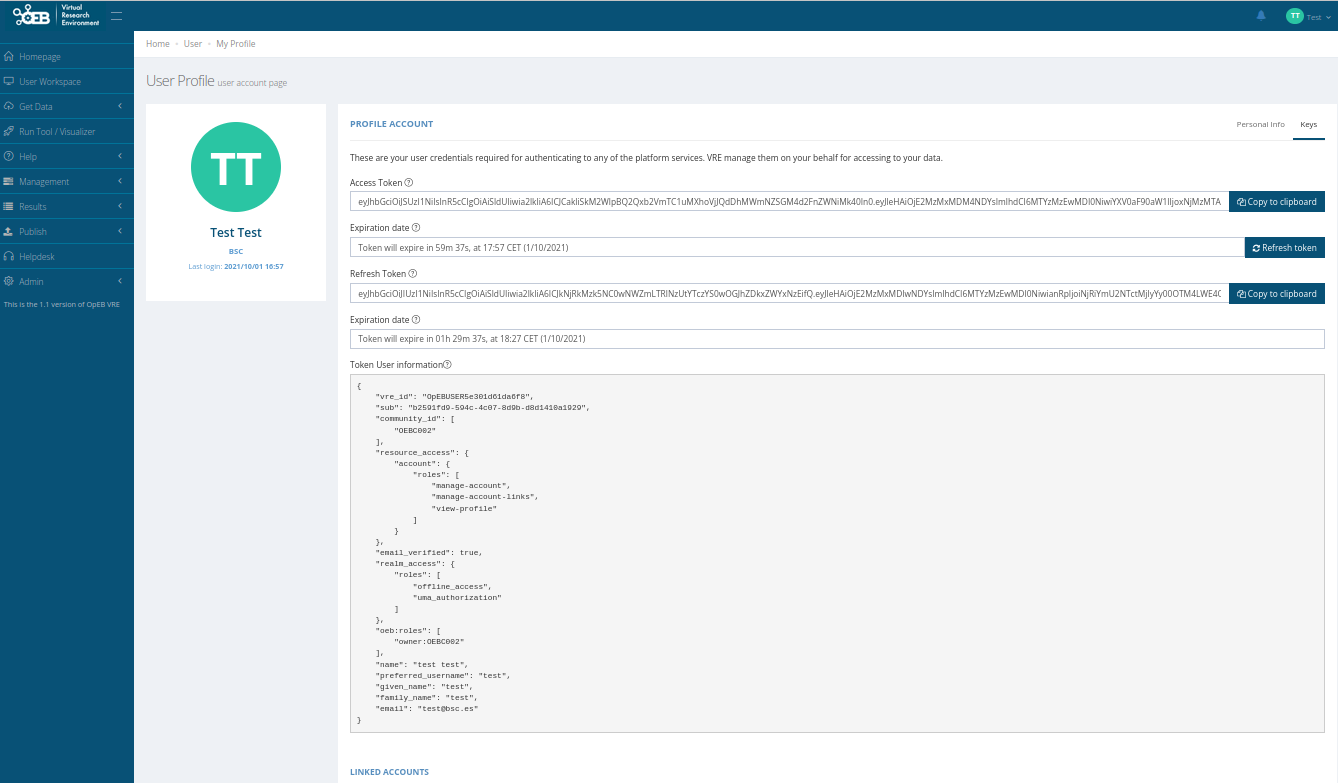 OEB Virtual Research Environment
TT Test
Homepage
User Workspace
Get Data
Run Tool / Visualizer
Help
Management
Results
Publish
Helpdesk
Admin
This is the 1.1 version of OpEB VRE
Home - User - My Profile
User Profile user account page
TT
Test Test
BSC
Last login: 2021/10/01 16:57
PROFILE ACCOUNT
Personal Info Keys
These are your user credentials required for authenticating to any of the platform services. VRE manage them on your behalf for accessing to your data.
Access Token
Copy to clipboard
Expiration date
Token will expire in 59m 37s, at 17:57 CET (1/10/2021)
Refresh token
Refresh Token
Copy to clipboard
Expiration date
Token will expire in 01h 29m 37s, at 18:27 CET (1/10/2021)
Token User information
{
"vre_id": "OpEBUSER5e301d61da6f8",
"sub": "b2591fd9-594c-4c07-8d9b-d8d1410a1929",
"community_id": [
"OEBC002"
],
"resource_access": {
"account": {
"roles": [
"manage-account",
"manage-account-links",
"view-profile"
]
}
},
"email_verified": true,
"realm_access": {
"roles": [
"offline_access",
"uma_authorization"
]
},
"oeb:roles": [
"owner:OEBC002"
],
"name": "test test",
"preferred_username": "test",
"given_name": "test",
"family_name": "test",
"email": "test@bsc.es"
}
LINKED ACCOUNTS